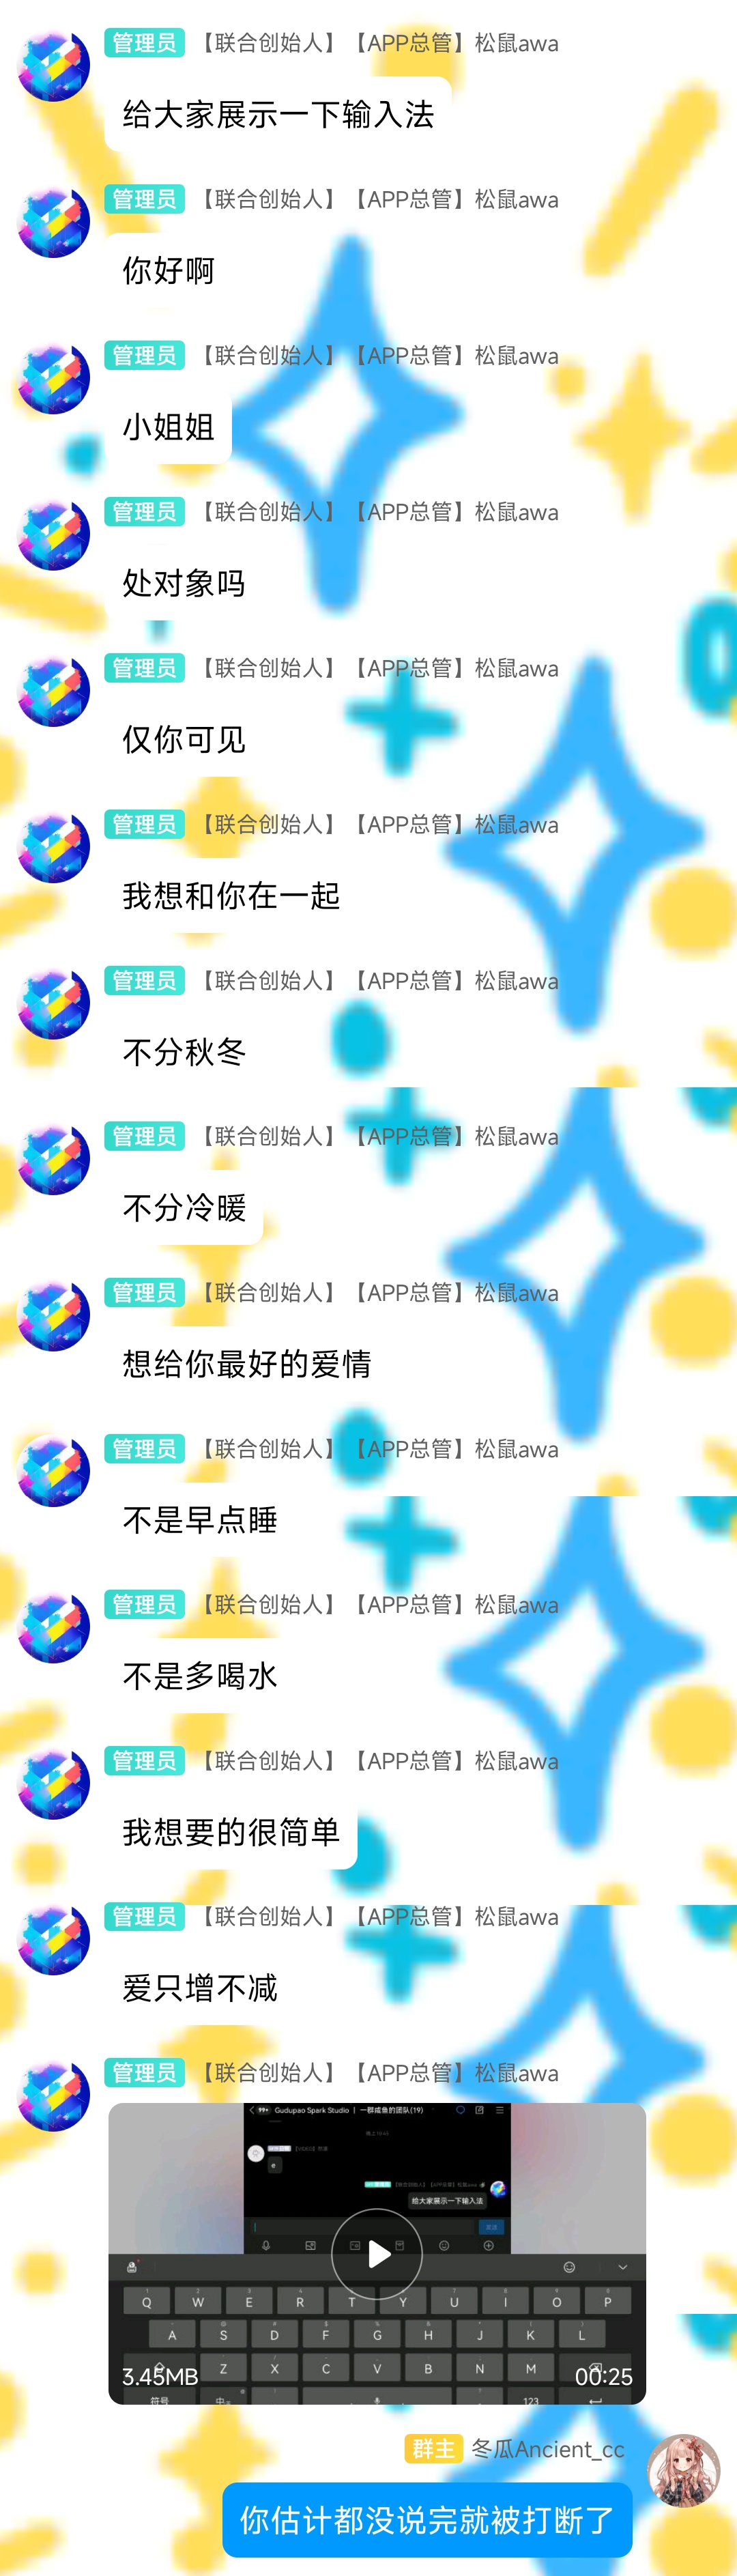 管理员 【联合创始人】【APP总管】松鼠awa
给大家展示一下输入法
管理员 【联合创始人】【APP总管】松鼠awa
你好啊
管理员 【联合创始人】【APP总管】松鼠awa
小姐姐
管理员 【联合创始人】【APP总管】松鼠awa
处对象吗
管理员 【联合创始人】【APP总管】松鼠awa
仅你可见
管理员 【联合创始人】【APP总管】松鼠awa
我想和你在一起
管理员 【联合创始人】【APP总管】松鼠awa
不分秋冬
管理员 【联合创始人】【APP总管】松鼠awa
不分冷暖
管理员 【联合创始人】【APP总管】松鼠awa
想给你最好的爱情
管理员 【联合创始人】【APP总管】松鼠awa
不是早点睡
管理员 【联合创始人】【APP总管】松鼠awa
不是多喝水
管理员 【联合创始人】【APP总管】松鼠awa
我想要的很简单
管理员 【联合创始人】【APP总管】松鼠awa
爱只增不减
管理员 【联合创始人】【APP总管】松鼠awa
99+ Gudupao Spark Studio | 一群咸鱼的团队(19)
e
给大家展示一下输入法
发送
Q W E R T Y U I O P
A S D F G H J K L
Z X C V B N M
3.45MB 00:25
符号 中 123
群主 冬瓜Ancient_cc
你估计都没说完就被打断了